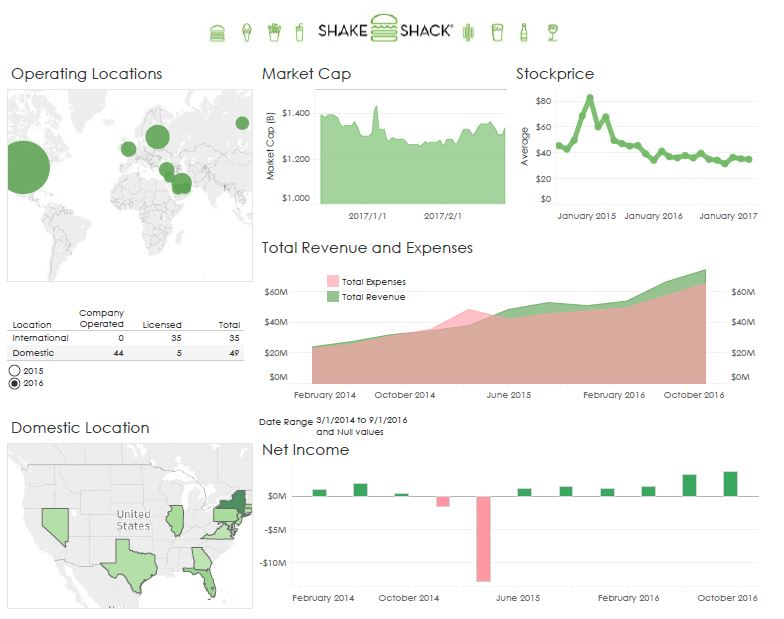 SHAKE SHACK
Operating Locations
Market Cap
Stockprice
Market Cap (B)
$1.400
$1.200
$1.000
2017/1/1 2017/2/1
Average
$80
$60
$40
$20
$0
January 2015 January 2016 January 2017
Total Revenue and Expenses
Total Expenses
Total Revenue
$60M $60M
$40M $40M
$20M $20M
$0M $0M
February 2014 October 2014 June 2015 February 2016 October 2016
Location Company Operated Licensed Total
International 0 35 35
Domestic 44 5 49
2015
2016
Date Range 3/1/2014 to 9/1/2016
and Null values
Domestic Location
United
States
Net Income
$0M
-$5M
-$10M
February 2014 October 2014 June 2015 February 2016 October 2016